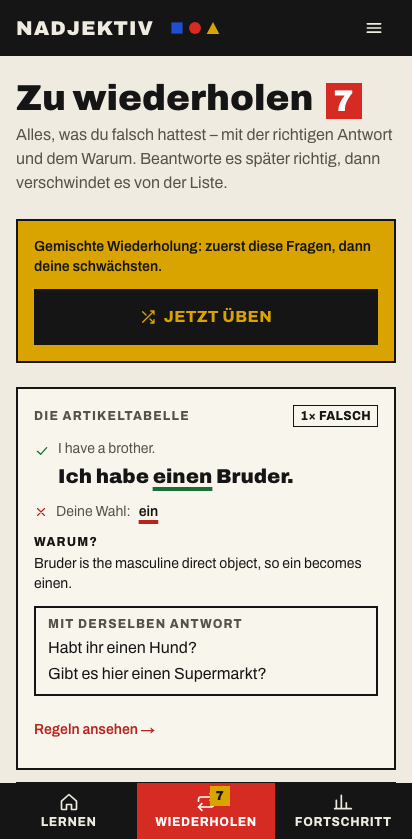 NADJEKTIV
Zu wiederholen 7
Alles, was du falsch hattest – mit der richtigen Antwort
und dem Warum. Beantworte es später richtig, dann
verschwindet es von der Liste.
Gemischte Wiederholung: zuerst diese Fragen, dann
deine schwächsten.
JETZT ÜBEN
DIE ARTIKELTABELLE
1× FALSCH
I have a brother.
Ich habe einen Bruder.
Deine Wahl: ein
WARUM?
Bruder is the masculine direct object, so ein becomes
einen.
MIT DERSELBEN ANTWORT
Habt ihr einen Hund?
Gibt es hier einen Supermarkt?
Regeln ansehen →
7
LERNEN
WIEDERHOLEN
FORTSCHRITT